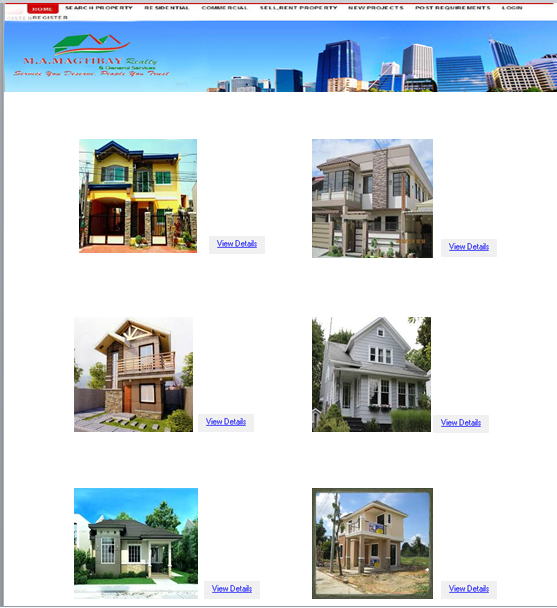 HOME SEARCH PROPERTY RESIDENTIAL COMMERCIAL SELL,RENT PROPERTY NEW PROJECTS POST REQUIREMENTS LOGIN
REGISTER
M.A.MAGTIBAY Realty
& General Services
Service You Deserve, People You Trust
View Details
View Details
View Details
View Details
View Details
View Details